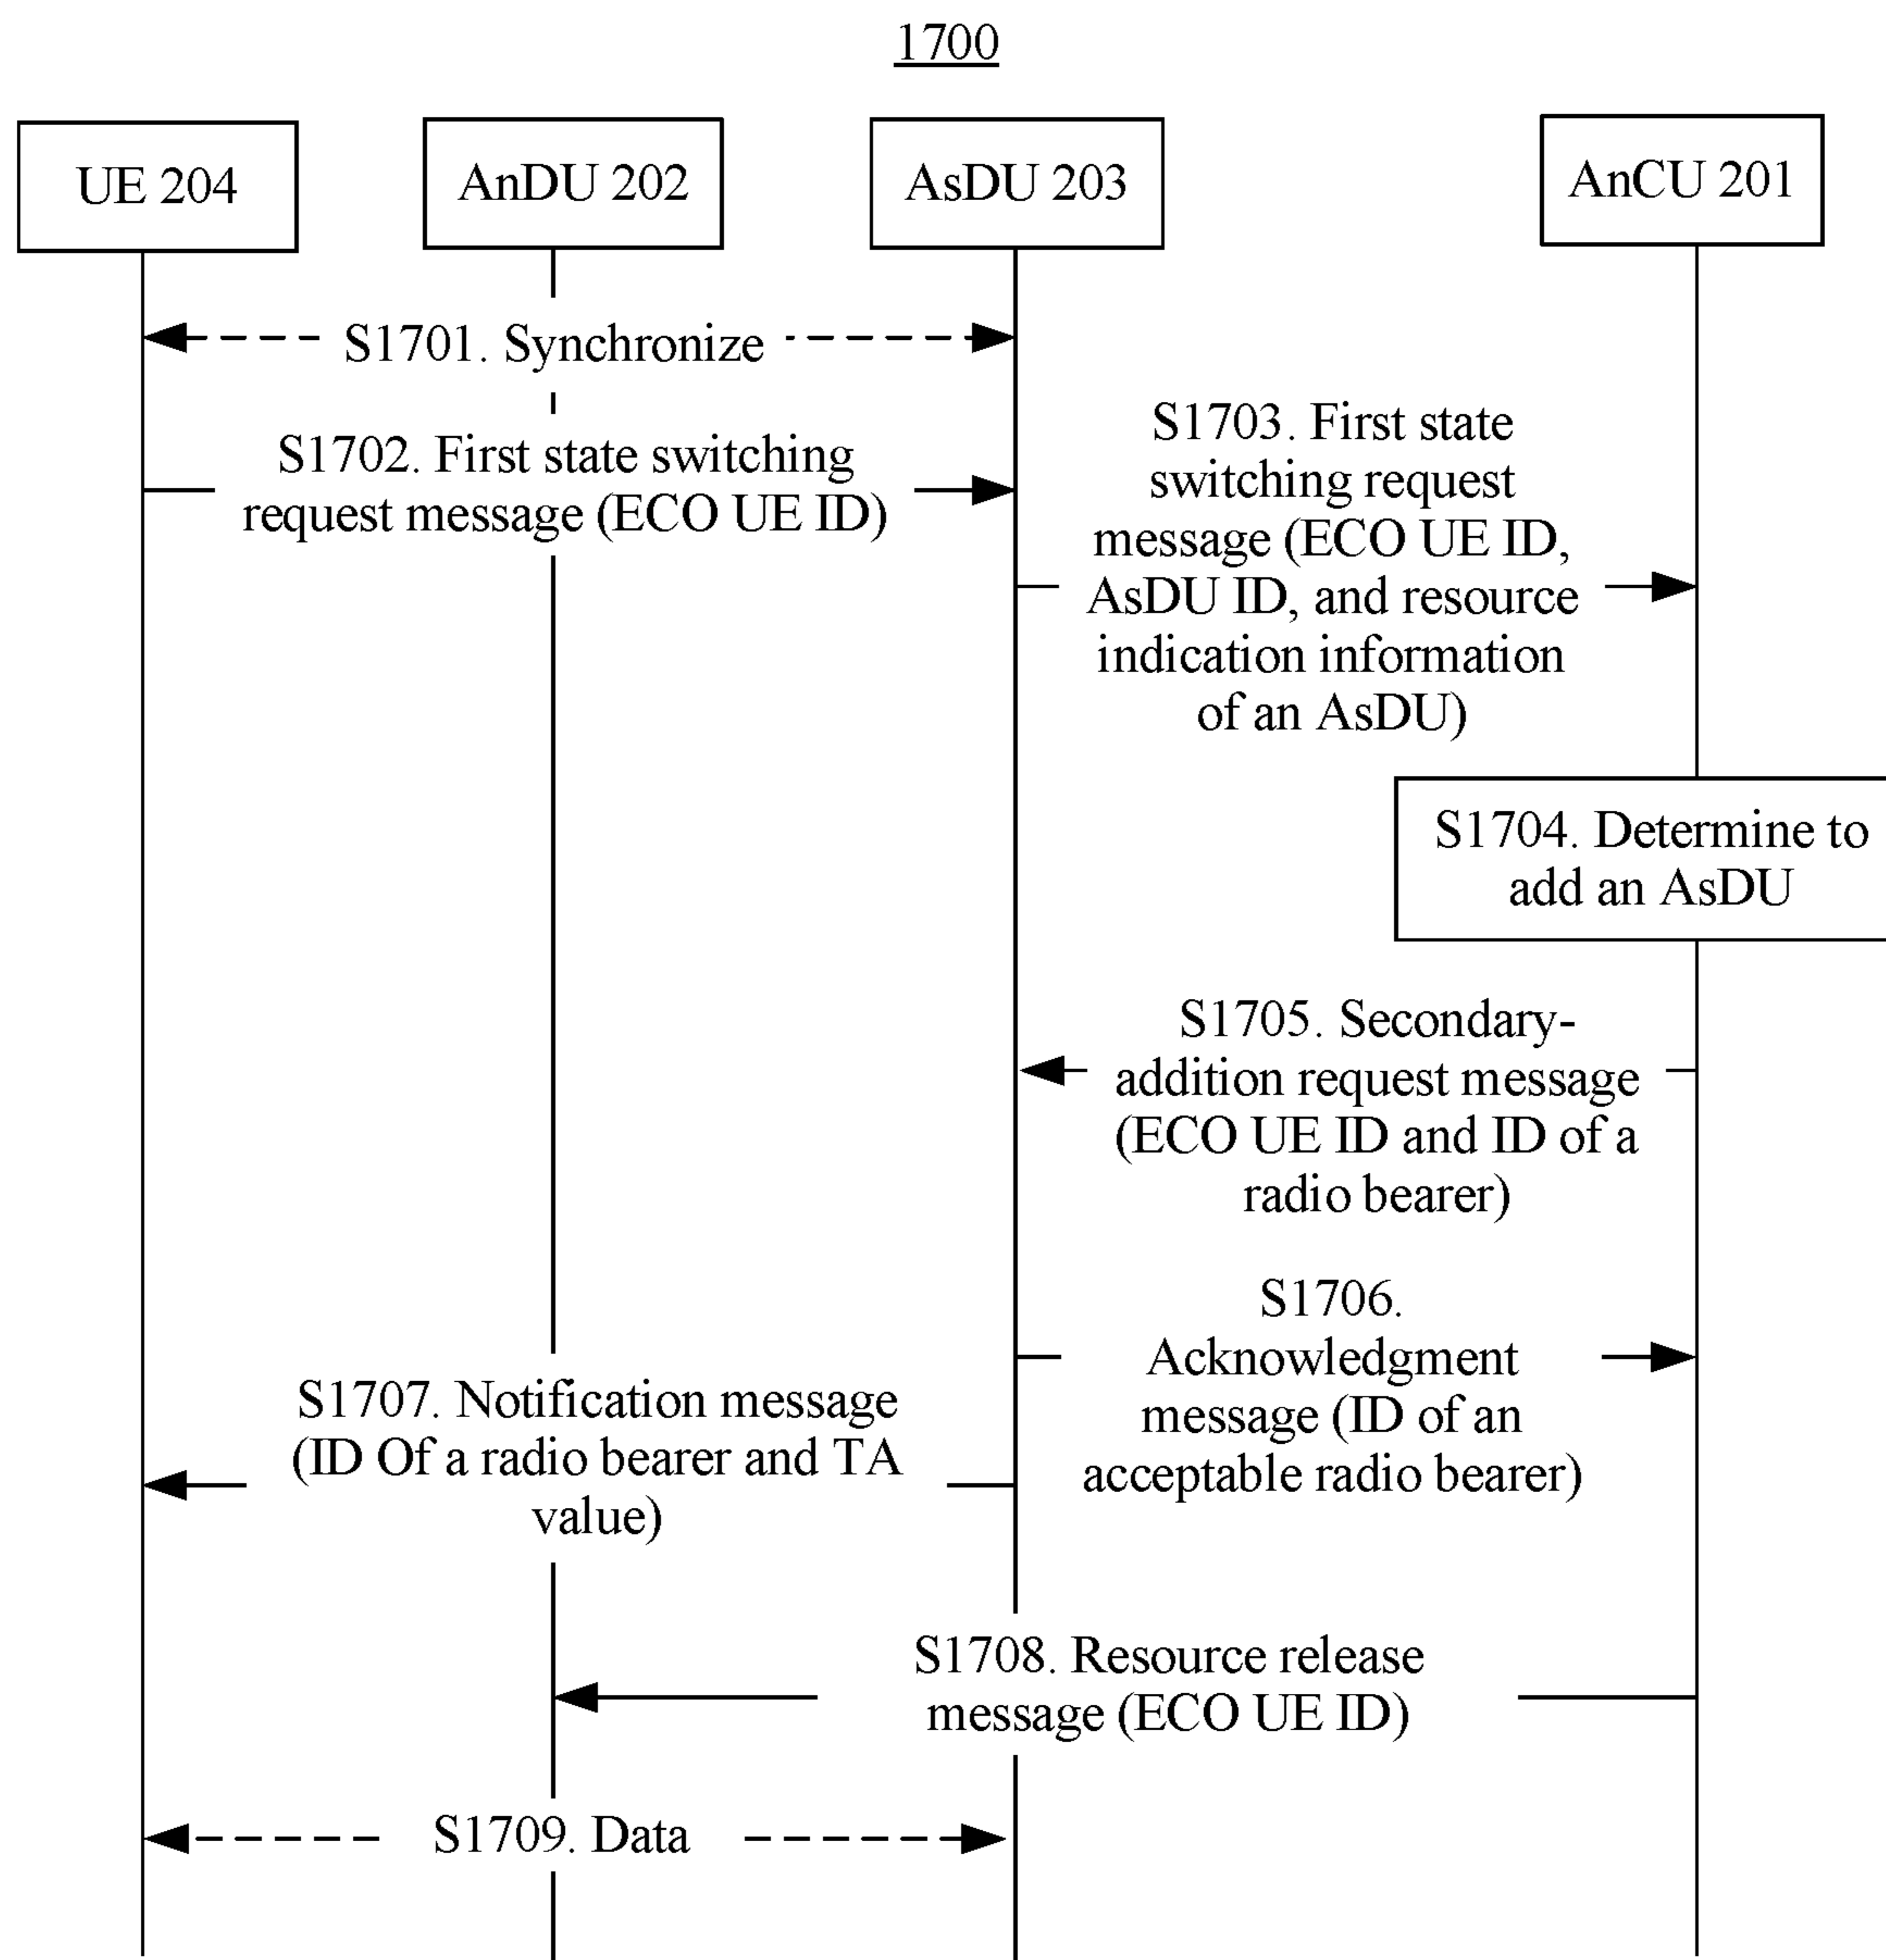 1700
UE 204
AnDU 202
AsDU 203
AnCU 201
S1701. Synchronize
S1702. First state switching
request message (ECO UE ID)
S1703. First state
switching request
message (ECO UE ID,
AsDU ID, and resource
indication information
of an AsDU)
S1704. Determine to
add an AsDU
S1705. Secondary-
addition request message
(ECO UE ID and ID of a
radio bearer)
S1706.
Acknowledgment
message (ID of an
acceptable radio bearer)
S1707. Notification message
(ID Of a radio bearer and TA
value)
S1708. Resource release
message (ECO UE ID)
S1709. Data